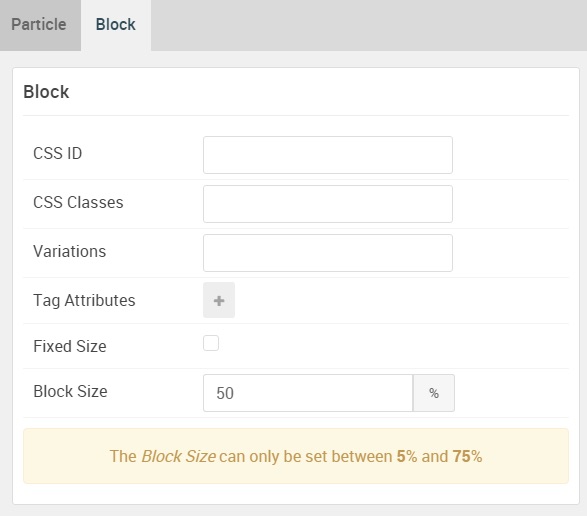 Particle Block
Block
CSS ID
CSS Classes
Variations
Tag Attributes +
Fixed Size
Block Size 50 %
The Block Size can only be set between 5% and 75%